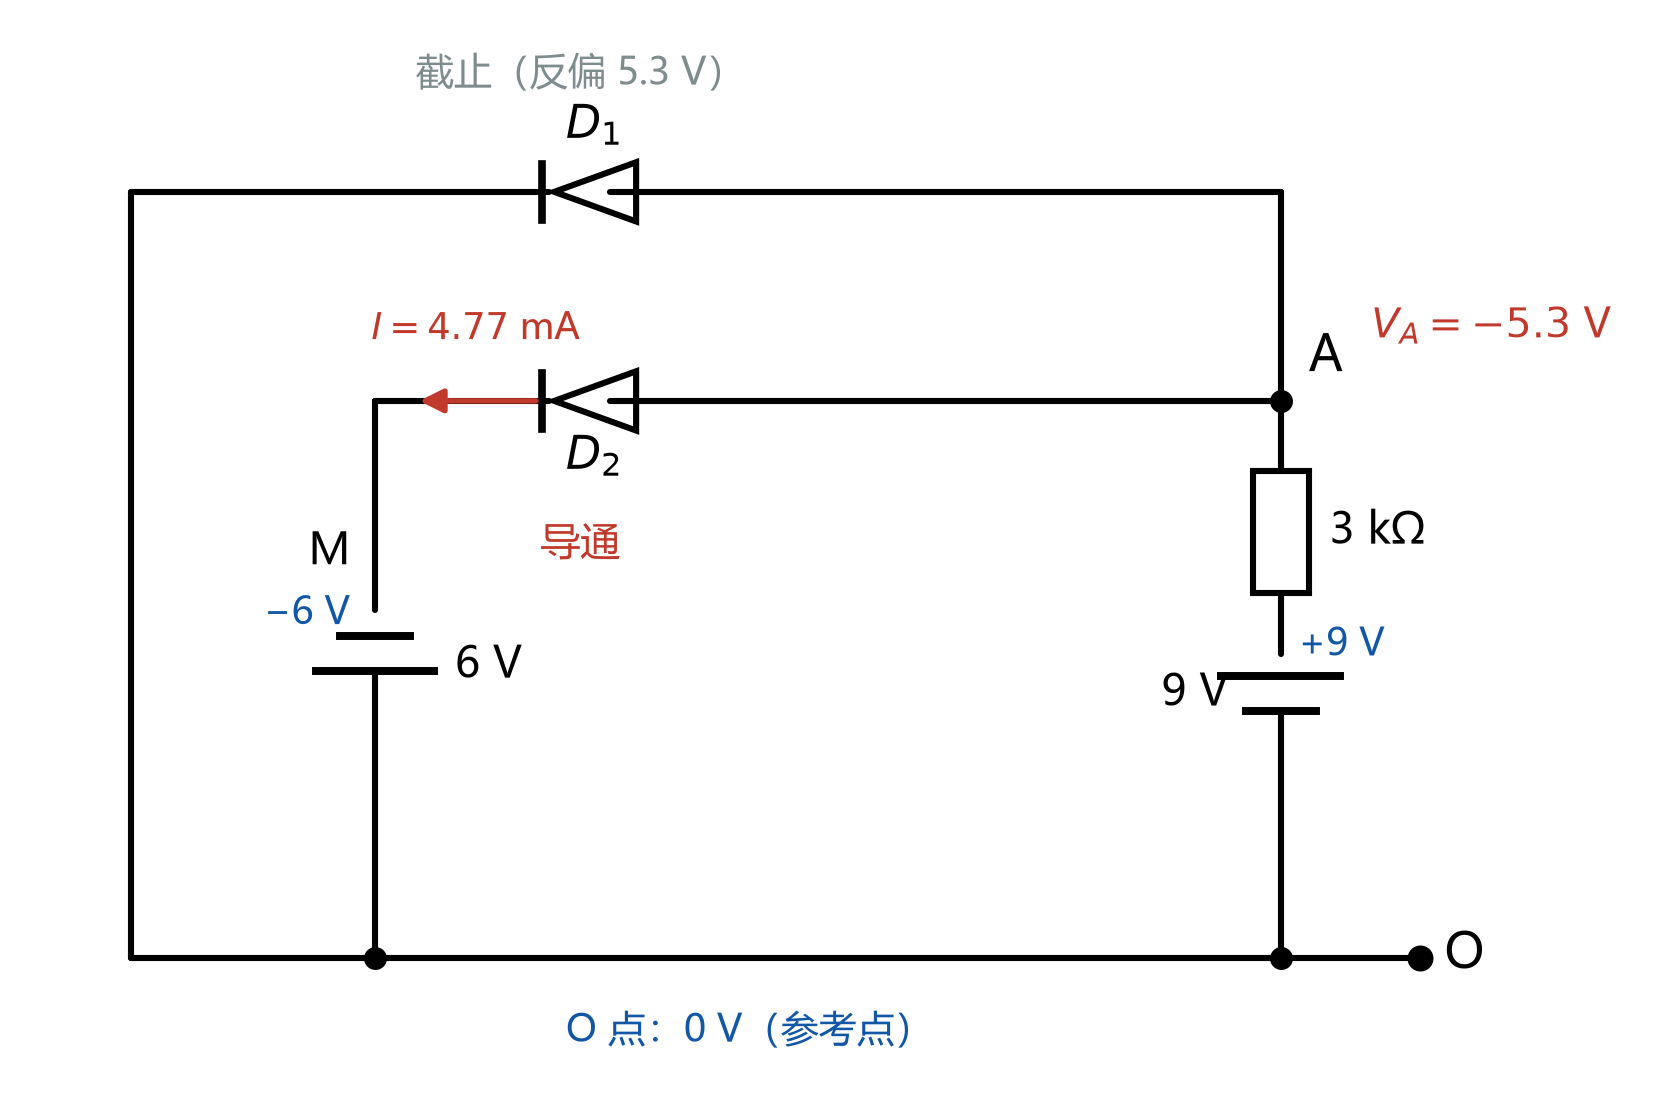 截止（反偏 5.3 V）
D₁
I = 4.77 mA
V_A = −5.3 V
A
D₂
M
导通
3 kΩ
−6 V
6 V
+9 V
9 V
O
O 点：0 V（参考点）